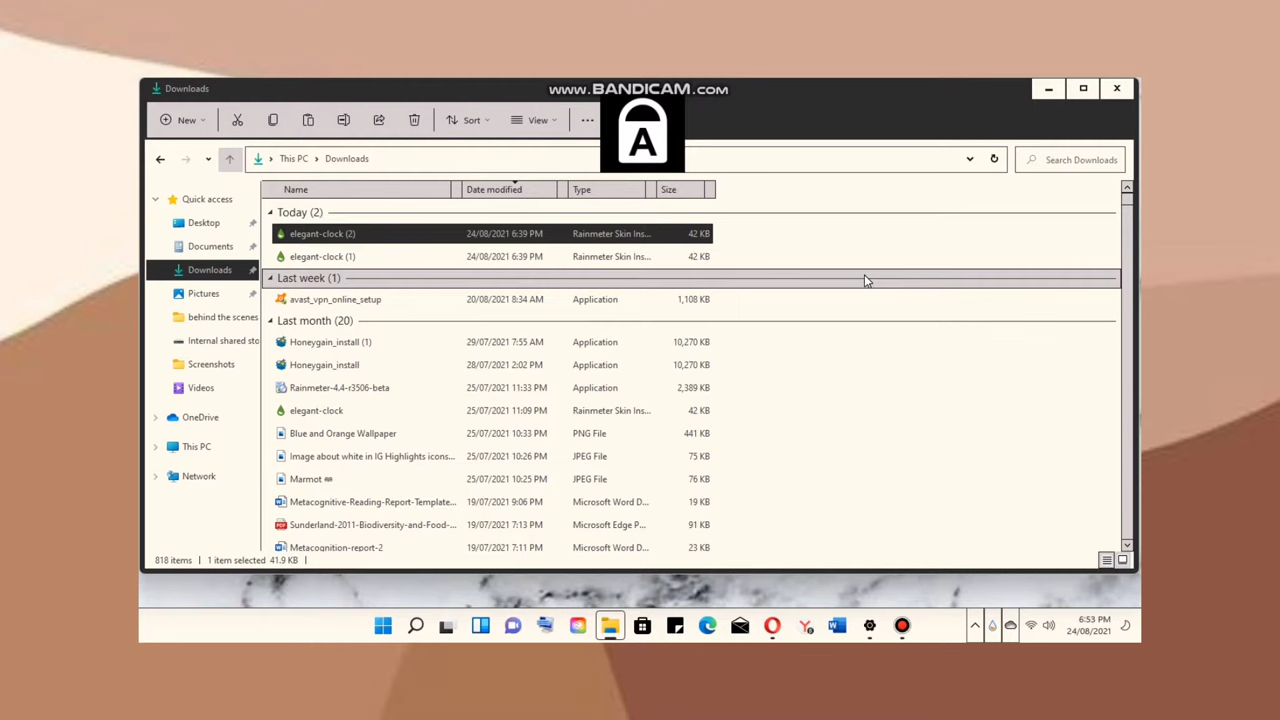 Downloads
www.BANDICAM.com
New
Sort
View
A
This PC
Downloads
Search Downloads
Name
Date modified
Type
Size
Quick access
Desktop
Documents
Downloads
Pictures
behind the scenes
Internal shared sto
Screenshots
Videos
OneDrive
This PC
Network
Today (2)
elegant-clock (2) 24/08/2021 6:39 PM Rainmeter Skin Ins... 42 KB
elegant-clock (1) 24/08/2021 6:39 PM Rainmeter Skin Ins... 42 KB
Last week (1)
avast_vpn_online_setup 20/08/2021 8:34 AM Application 1,108 KB
Last month (20)
Honeygain_install (1) 29/07/2021 7:55 AM Application 10,270 KB
Honeygain_install 28/07/2021 2:02 PM Application 10,270 KB
Rainmeter-4.4-r3506-beta 25/07/2021 11:33 PM Application 2,389 KB
elegant-clock 25/07/2021 11:09 PM Rainmeter Skin Ins... 42 KB
Blue and Orange Wallpaper 25/07/2021 10:33 PM PNG File 441 KB
Image about white in IG Highlights icons... 25/07/2021 10:26 PM JPEG File 75 KB
Marmot 25/07/2021 10:25 PM JPEG File 76 KB
Metacognitive-Reading-Report-Template... 19/07/2021 9:06 PM Microsoft Word D... 19 KB
Sunderland-2011-Biodiversity-and-Food-... 19/07/2021 7:13 PM Microsoft Edge P... 91 KB
Metacognition-report-2 19/07/2021 7:11 PM Microsoft Word D... 23 KB
818 items
1 item selected 41.9 KB
6:53 PM
24/08/2021